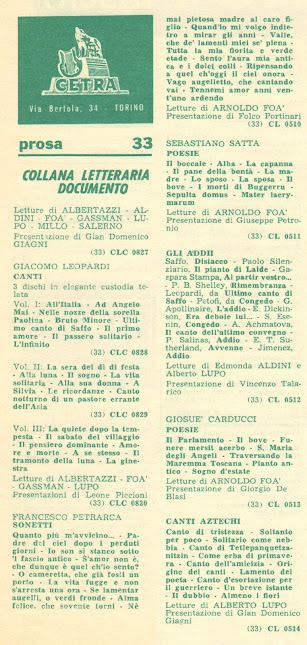 CETRA
Via Bertola, 34 - TORINO
prosa 33
COLLANA LETTERARIA
DOCUMENTO
Letture di ALBERTAZZI - AL-
DINI - FOA' - GASSMAN - LU-
PO - MILLO - SALERNO
Presentazione di Gian Domenico
GIAGNI
(33) CLC 0827
GIACOMO LEOPARDI
CANTI
3 dischi in elegante custodia te-
lata
Vol. I: All'Italia - Ad Angelo
Mai - Nelle nozze della sorella
Paolina - Bruto Minore - Ulti-
mo canto di Saffo - Il primo
amore - Il passero solitario -
L'infinito
(33) CLC 0828
Vol. II: La sera del dì di festa
- Alla luna - Il sogno - La vita
solitaria - Alla sua donna - A
Silvia - Le ricordanze - Canto
notturno di un pastore errante
dell'Asia
(33) CLC 0829
Vol. III: La quiete dopo la tem-
pesta - Il sabato del villaggio
- Il pensiero dominante - Amo-
re e morte - A se stesso - Il
tramonto della luna - La gine-
stra
Letture di ALBERTAZZI - FOA'
- GASSMAN - LUPO
Presentazioni di Leone Piccioni
(33) CLC 0830
FRANCESCO PETRARCA
SONETTI
Quanto più m'avvicino... - Pa-
dre del ciel dopo i perduti
giorni - Io non sì stanco sotto
il fascio antico - S'amor non è,
che dunque è quel ch'io sento?
- O cameretta, che già fosti un
porto - La vita fugge e non
s'arresta una ora - Se lamentar
augelli, o verdi fronde - Alma
felice, che sovente torni - Nè
mai pietosa madre al caro fi-
glio - Quand'io mi volgo indie-
tro a mirar gli anni - Valle,
che de' lamenti miei se' piena -
Tutta la mia fiorita e verde
etade - Sento l'aura mia anti-
ca e i dolci colli - Ripensando
a quel ch'oggi il ciel onora -
Vago augelletto, che cantando
vai - Tennemi amor anni ven-
t'uno ardendo
Letture di ARNOLDO FOA'
Presentazione di Folco Portinari
(33) CL 0510
SEBASTIANO SATTA
POESIE
Il boccale - Alba - La capanna
- Il pane della bontà - La ma-
dre - Lo sposo - La sposa - Il
bove - I morti di Buggerru -
Sepulta domus - Mater lacry-
marum
Letture di ARNOLDO FOA'
Presentazione di Giuseppe Petro-
nio
(33) CL 0511
GLI ADDII
Saffo, Distacco - Paolo Silen-
ziario, Il pianto di Laide - Ga-
spara Stampa, Al partir vostro.. -
P. B. Shelley, Rimembranza -
Leopardi, da Ultimo canto di
Saffo - Petofi, da Congedo - G.
Apollinaire, L'addio - E. Dickin-
son, Era debole lui... - S. Ese-
nin, Congedo - A. Achmatova,
Il canto dell'ultimo convegno -
P. Salinas, Addio - E. T. Su-
therland, Avvenne - Jimenez,
Addio
Letture di Edmonda ALDINI e
Alberto LUPO
Presentazione di Vincenzo Tala-
rico
(33) CL 0512
GIOSUE' CARDUCCI
POESIE
Il Parlamento - Il bove - Fu-
nere mersit acerbo - S. Maria
degli Angeli - Traversando la
Maremma Toscana - Pianto an-
tico - Sogno d'estate
Letture di ARNOLDO FOA'
Presentazione di Giorgio De
Blasi
(33) CL 0513
CANTI AZTECHI
Canto di tristezza - Soltanto
per poco - Solitario come neb-
bia - Canto di Tetlepanquetza-
nitzin - Come erba di primave-
ra - Canto dell'amicizia - Ori-
gine dei canti - Lamento del
poeta - Canto d'esortazione per
il guerriero - Un breve istante
- Il dubbio - Almeno i fiori
Letture di ALBERTO LUPO
Presentazione di Gian Domenico
Giagni
(33) CL 0514